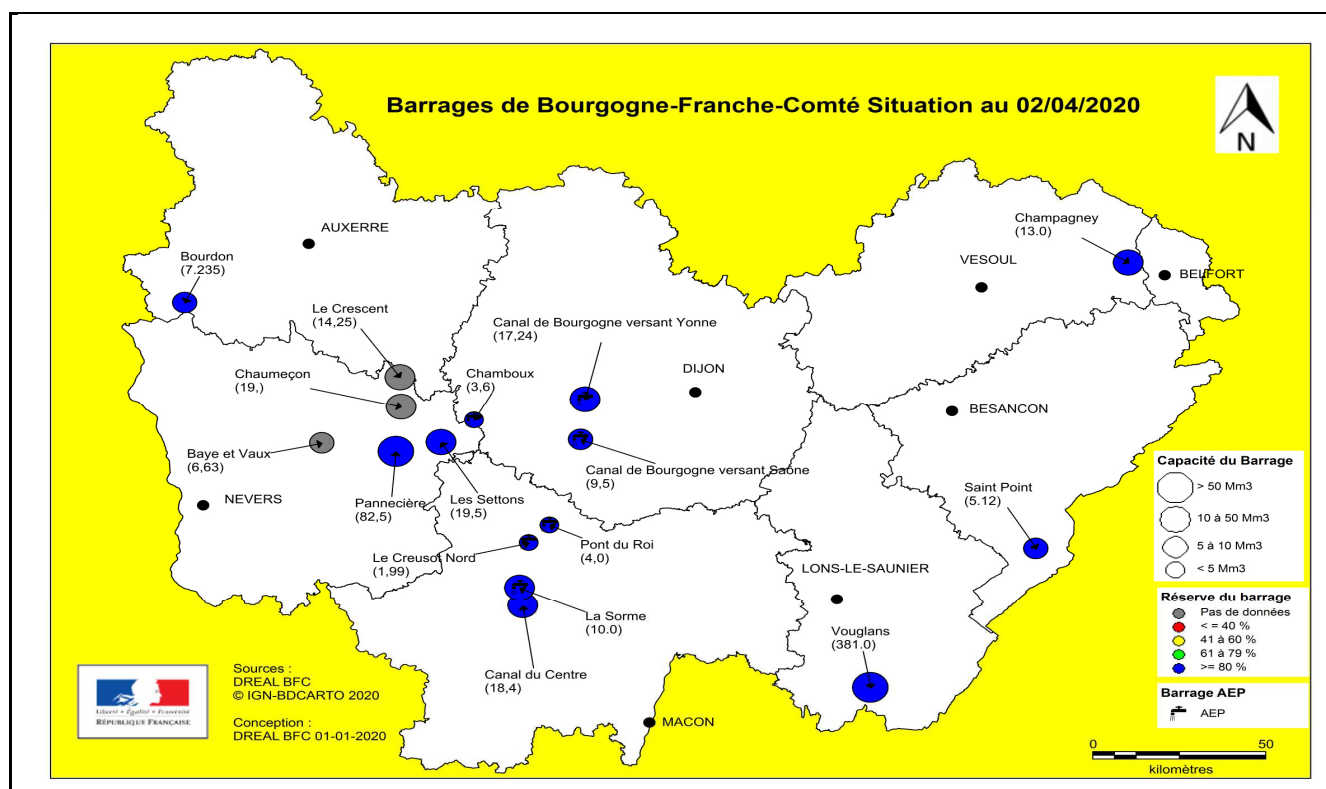 Barrages de Bourgogne-Franche-Comté Situation au 02/04/2020
N
AUXERRE
Bourdon
(7.235)
Le Crescent
(14,25)
Chaumeçon
(19,)
Baye et Vaux
(6,63)
NEVERS
Pannecière
(82,5)
Les Settons
(19,5)
Chamboux
(3,6)
Canal de Bourgogne versant Yonne
(17,24)
DIJON
Canal de Bourgogne versant Saône
(9,5)
Champagney
(13.0)
VESOUL
BELFORT
BESANCON
Saint Point
(5.12)
Le Creusot Nord
(1,99)
Pont du Roi
(4,0)
La Sorme
(10.0)
Canal du Centre
(18,4)
LONS-LE-SAUNIER
Vouglans
(381.0)
MACON
Capacité du Barrage
> 50 Mm3
10 à 50 Mm3
5 à 10 Mm3
< 5 Mm3
Réserve du barrage
Pas de données
< = 40 %
41 à 60 %
61 à 79 %
>= 80 %
Barrage AEP
AEP
0 50
kilomètres
Liberté • Égalité • Fraternité
RÉPUBLIQUE FRANÇAISE
Sources :
DREAL BFC
© IGN-BDCARTO 2020
Conception :
DREAL BFC 01-01-2020